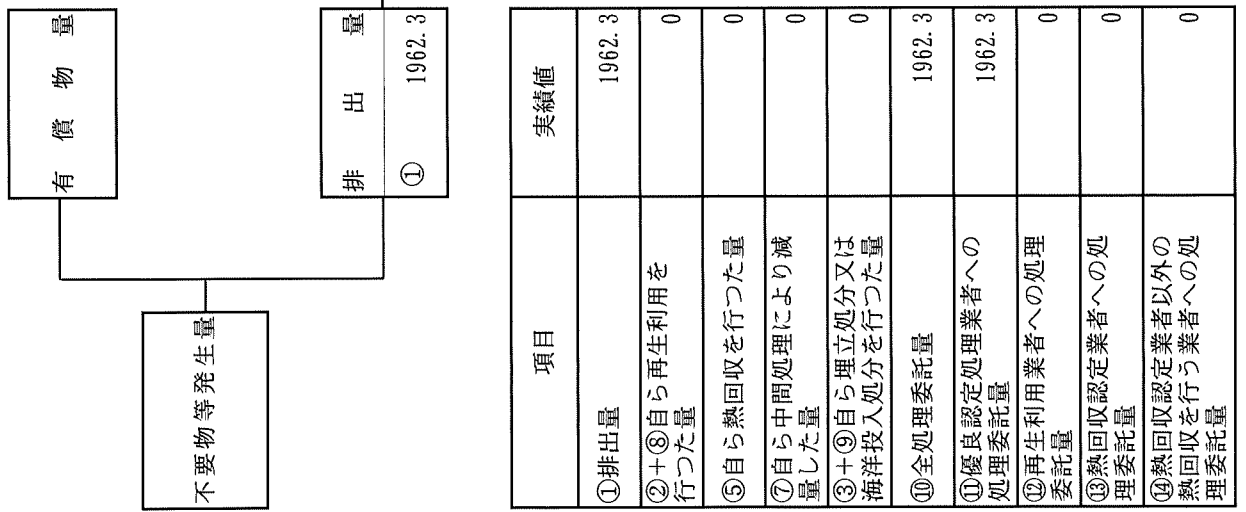 不要物等発生量
有償物量
排出量
① 1962.3
項目 実績値
①排出量 1962.3
②+⑧自ら再生利用を 0
行つた量
⑤自ら熱回収を行つた量 0
⑦自ら中間処理により減 0
量した量
③+⑨自ら埋立処分又は 0
海洋投入処分を行つた量
⑩全処理委託量 1962.3
⑪優良認定処理業者への 1962.3
処理委託量
⑫再生利用業者への処理 0
委託量
⑬熱回収認定業者への処 0
理委託量
⑭熱回収認定業者以外の 0
熱回収を行う業者への処
理委託量